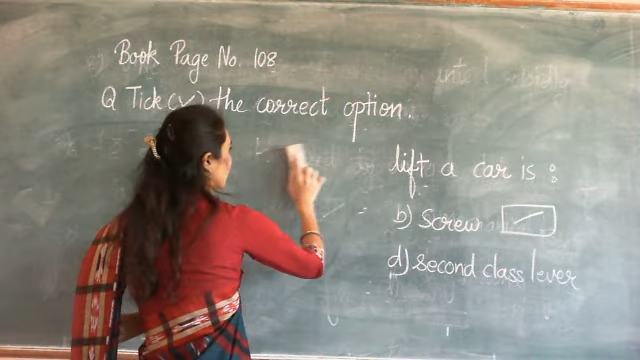 Book Page No. 108
Q Tick (✓) the correct option.
lift a car is :
b) Screw ✓
d) second class lever